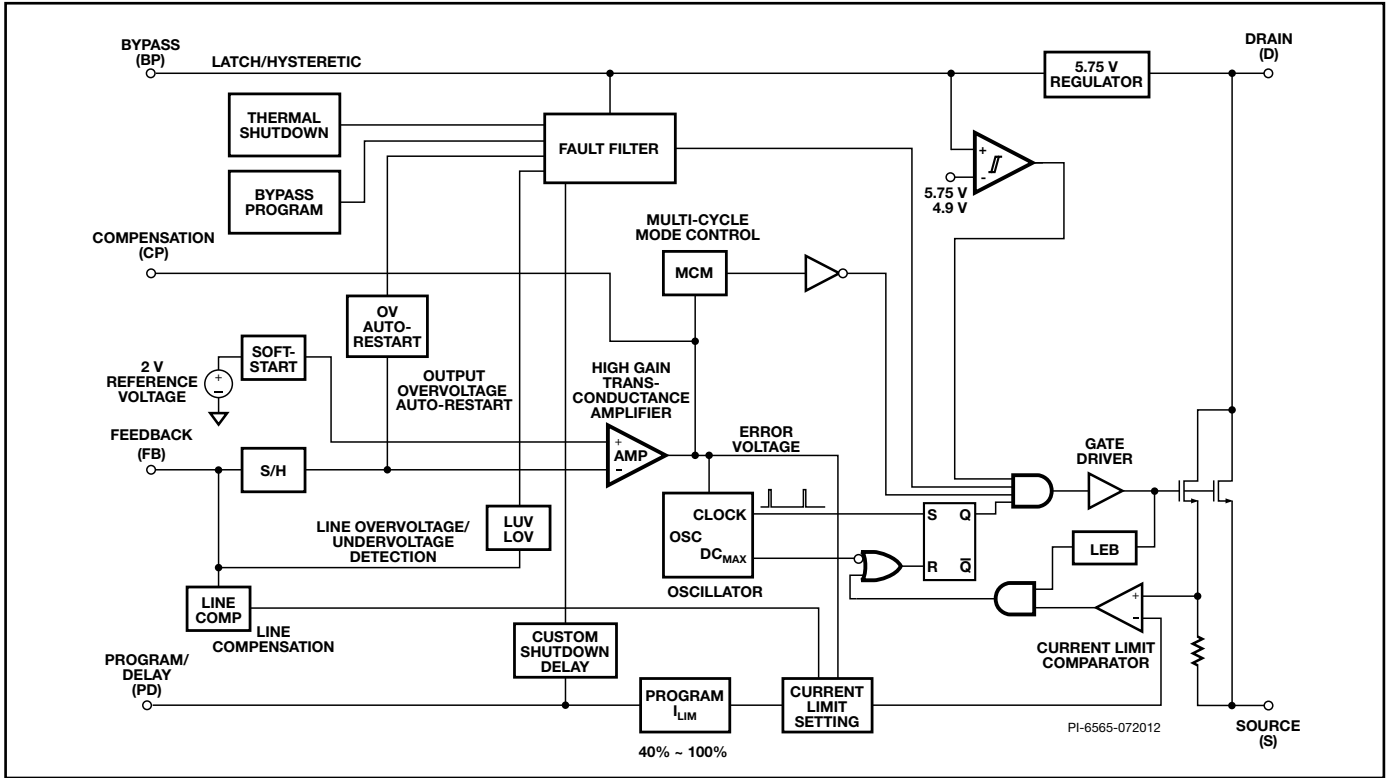 BYPASS
(BP)
LATCH/HYSTERETIC
DRAIN
(D)
5.75 V
REGULATOR
THERMAL
SHUTDOWN
FAULT FILTER
+
-
5.75 V
4.9 V
BYPASS
PROGRAM
MULTI-CYCLE
MODE CONTROL
COMPENSATION
(CP)
MCM
OV
AUTO-
RESTART
SOFT-
START
2 V
REFERENCE
VOLTAGE
+
–
OUTPUT
OVERVOLTAGE
AUTO-RESTART
HIGH GAIN
TRANS-
CONDUCTANCE
AMPLIFIER
FEEDBACK
(FB)
S/H
+
AMP
–
ERROR
VOLTAGE
GATE
DRIVER
LINE OVERVOLTAGE/
UNDERVOLTAGE
DETECTION
LUV
LOV
CLOCK
OSC
DCMAX
OSCILLATOR
S Q
R Q̅
LEB
LINE
COMP
LINE
COMPENSATION
+
–
CURRENT LIMIT
COMPARATOR
PROGRAM/
DELAY
(PD)
CUSTOM
SHUTDOWN
DELAY
PROGRAM
ILIM
40% ~ 100%
CURRENT
LIMIT
SETTING
PI-6565-072012
SOURCE
(S)